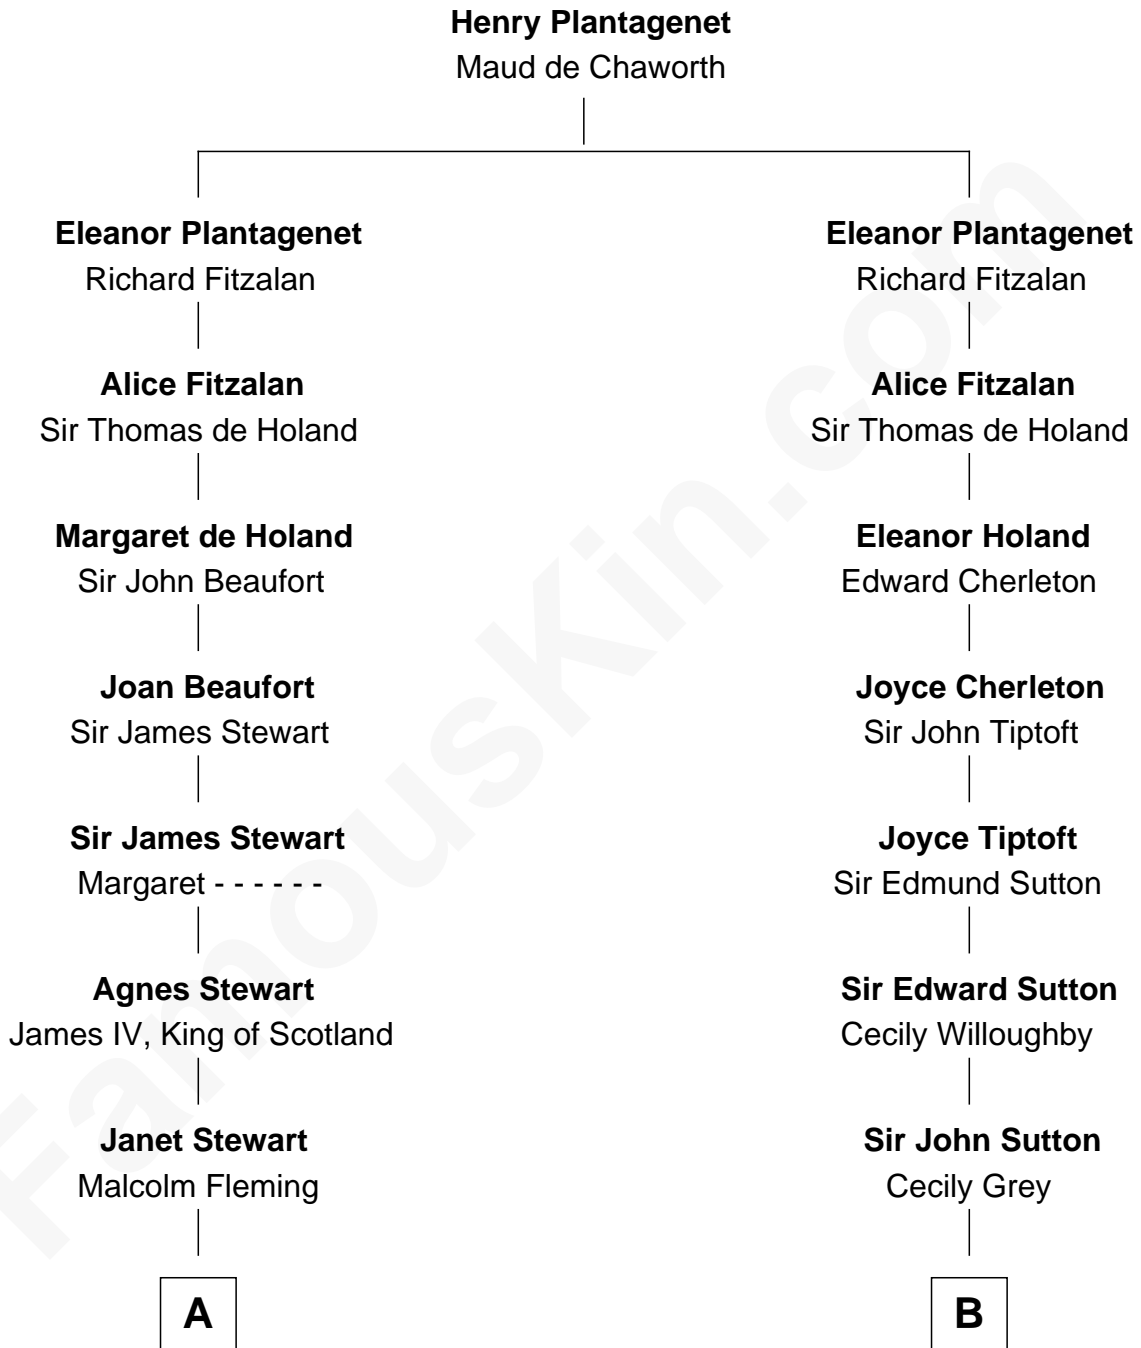 Henry Plantagenet
Maud de Chaworth
Eleanor Plantagenet
Richard Fitzalan
Alice Fitzalan
Sir Thomas de Holand
Margaret de Holand
Sir John Beaufort
Joan Beaufort
Sir James Stewart
Sir James Stewart
Margaret - - - - - -
Agnes Stewart
James IV, King of Scotland
Janet Stewart
Malcolm Fleming
A
Eleanor Plantagenet
Richard Fitzalan
Alice Fitzalan
Sir Thomas de Holand
Eleanor Holand
Edward Cherleton
Joyce Cherleton
Sir John Tiptoft
Joyce Tiptoft
Sir Edmund Sutton
Sir Edward Sutton
Cecily Willoughby
Sir John Sutton
Cecily Grey
B
FamousKin.com